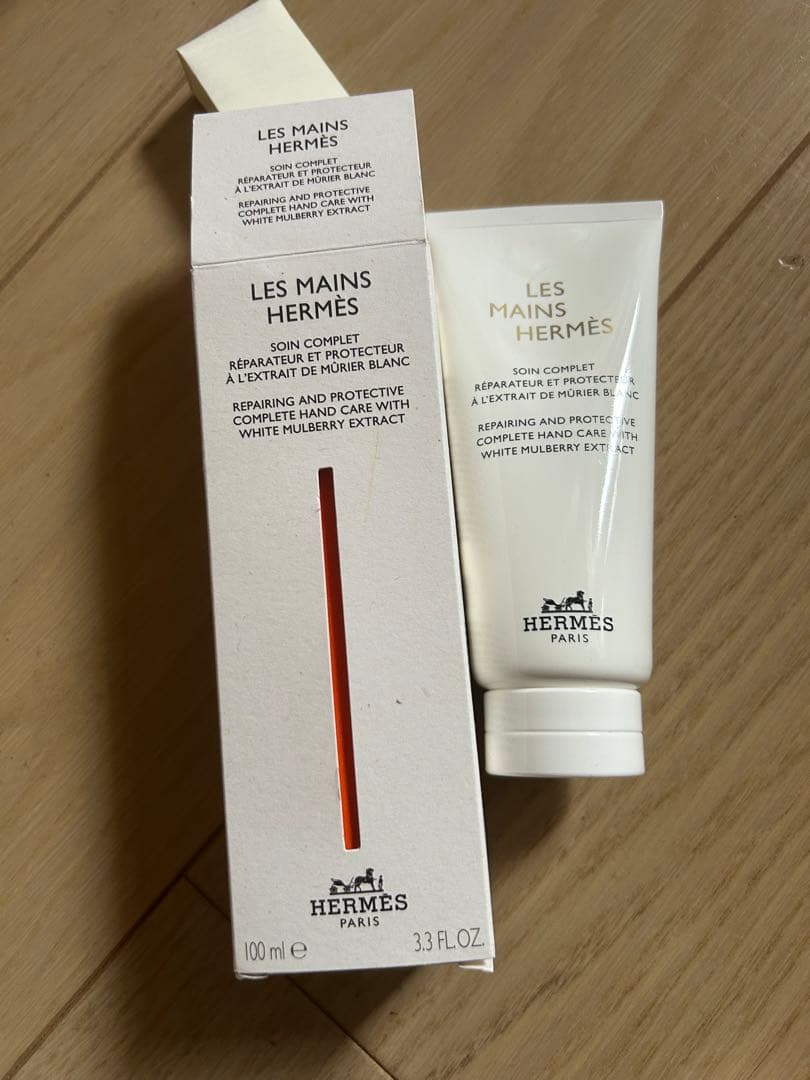 LES MAINS
HERMÈS
SOIN COMPLET
RÉPARATEUR ET PROTECTEUR
À L'EXTRAIT DE MÛRIER BLANC
REPAIRING AND PROTECTIVE
COMPLETE HAND CARE WITH
WHITE MULBERRY EXTRACT
LES MAINS
HERMÈS
SOIN COMPLET
RÉPARATEUR ET PROTECTEUR
À L'EXTRAIT DE MÛRIER BLANC
REPAIRING AND PROTECTIVE
COMPLETE HAND CARE WITH
WHITE MULBERRY EXTRACT
HERMÈS
PARIS
100 ml ℮
3.3 FL.OZ.
LES
MAINS
HERMÈS
SOIN COMPLET
RÉPARATEUR ET PROTECTEUR
À L'EXTRAIT DE MÛRIER BLANC
REPAIRING AND PROTECTIVE
COMPLETE HAND CARE WITH
WHITE MULBERRY EXTRACT
HERMÈS
PARIS